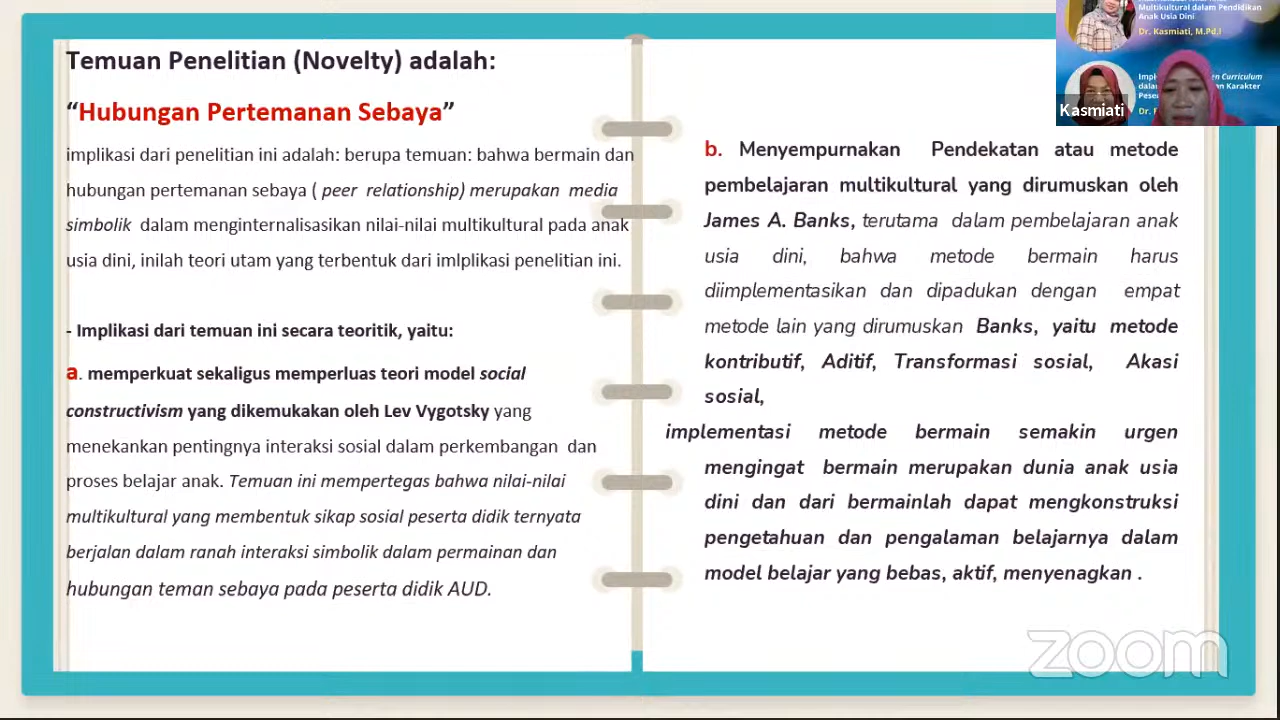 Temuan Penelitian (Novelty) adalah:
“Hubungan Pertemanan Sebaya”
implikasi dari penelitian ini adalah: berupa temuan: bahwa bermain dan
hubungan pertemanan sebaya ( peer relationship) merupakan media
simbolik dalam menginternalisasikan nilai-nilai multikultural pada anak
usia dini, inilah teori utam yang terbentuk dari imlplikasi penelitian ini.
- Implikasi dari temuan ini secara teoritik, yaitu:
a. memperkuat sekaligus memperluas teori model social
constructivism yang dikemukakan oleh Lev Vygotsky yang
menekankan pentingnya interaksi sosial dalam perkembangan dan
proses belajar anak. Temuan ini mempertegas bahwa nilai-nilai
multikultural yang membentuk sikap sosial peserta didik ternyata
berjalan dalam ranah interaksi simbolik dalam permainan dan
hubungan teman sebaya pada peserta didik AUD.
b. Menyempurnakan Pendekatan atau metode
pembelajaran multikultural yang dirumuskan oleh
James A. Banks, terutama dalam pembelajaran anak
usia dini, bahwa metode bermain harus
diimplementasikan dan dipadukan dengan empat
metode lain yang dirumuskan Banks, yaitu metode
kontributif, Aditif, Transformasi sosial, Akasi
sosial,
implementasi metode bermain semakin urgen
mengingat bermain merupakan dunia anak usia
dini dan dari bermainlah dapat mengkonstruksi
pengetahuan dan pengalaman belajarnya dalam
model belajar yang bebas, aktif, menyenagkan .
Multikultural dalam Pendidikan
Anak Usia Dini
Dr. Kasmiati, M.Pd.I
Curriculum
Karakter
Dr.
Kasmiati
zoom